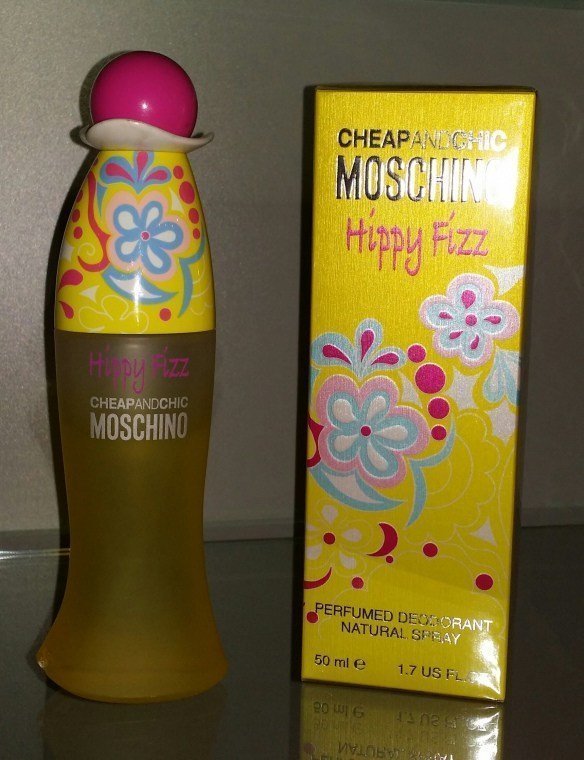 Hippy Fizz
CHEAPANDCHIC
MOSCHINO
CHEAPANDCHIC
MOSCHINO
Hippy Fizz
PERFUMED DEODORANT
NATURAL SPRAY
50 ml e 1.7 US FL.